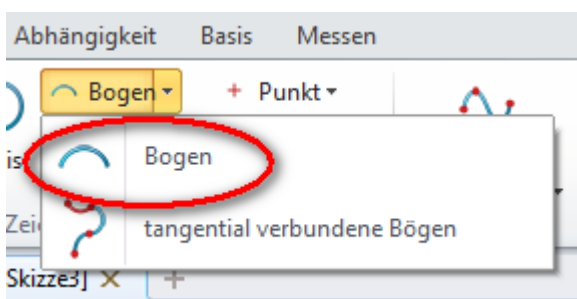 Abhängigkeit Basis Messen
Bogen Punkt
Bogen
tangential verbundene Bögen
Skizze3]